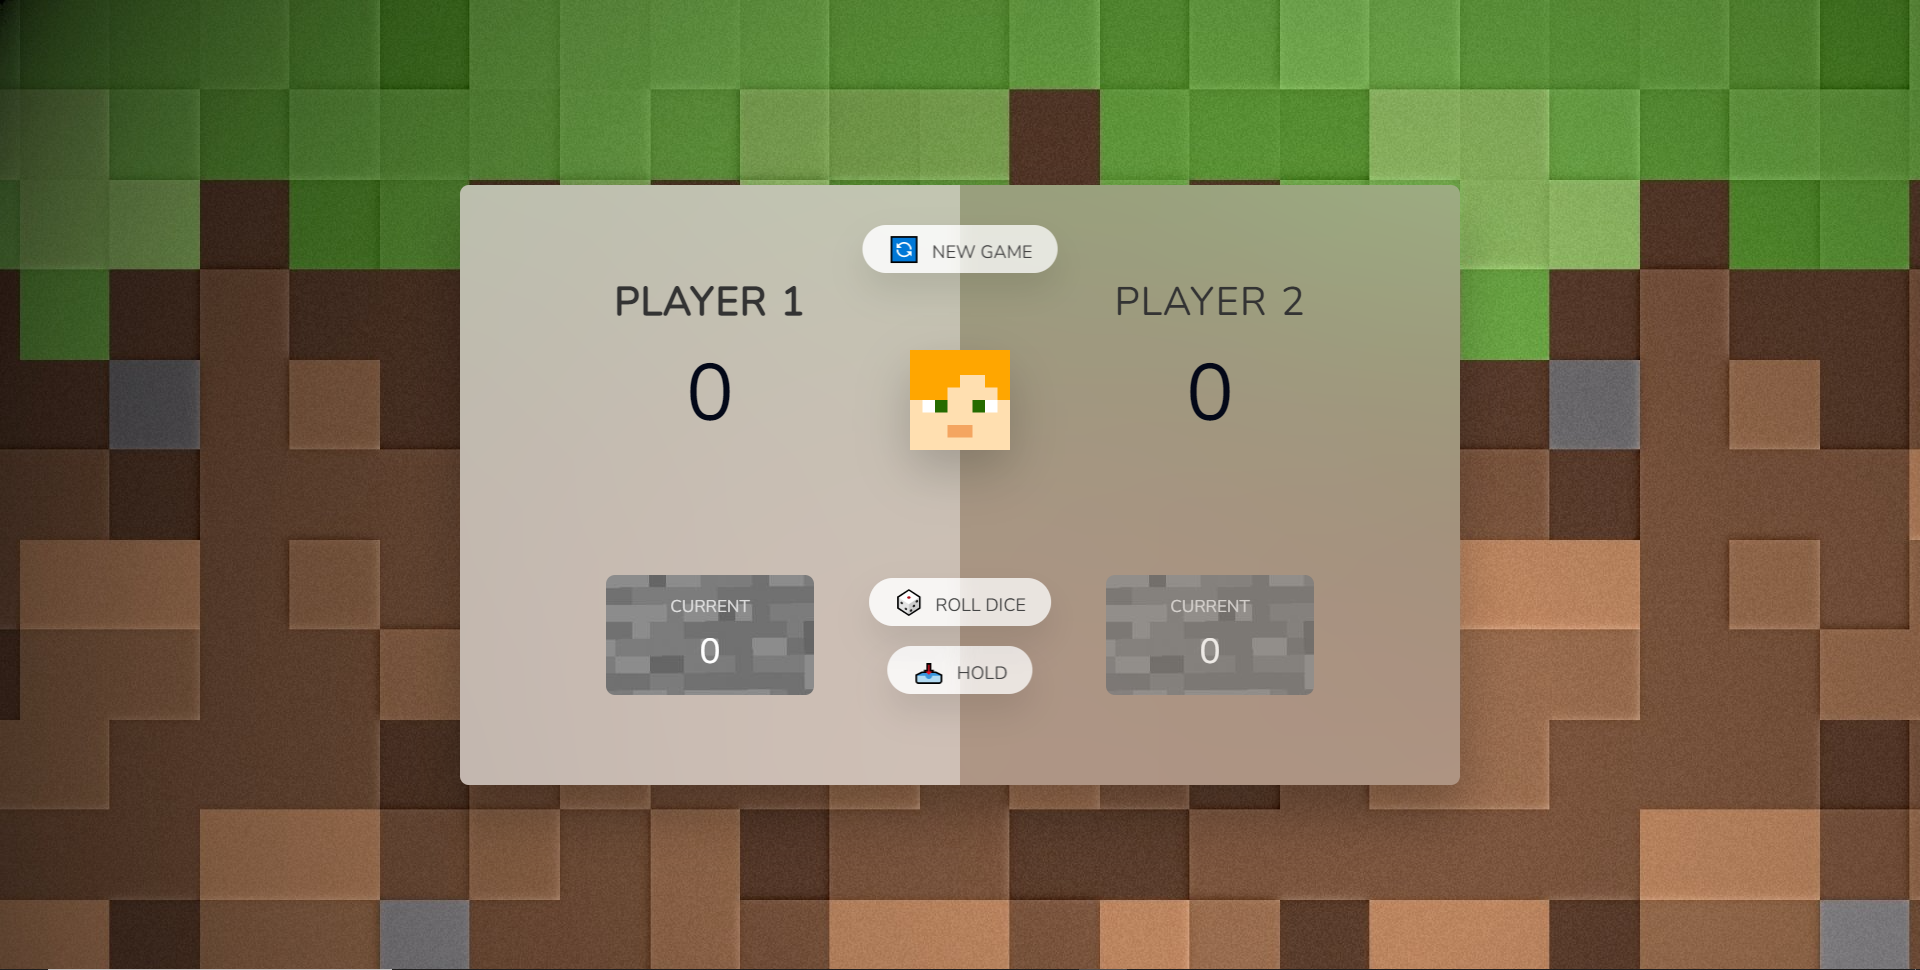 NEW GAME
PLAYER 1
0
PLAYER 2
0
CURRENT
0
ROLL DICE
HOLD
CURRENT
0